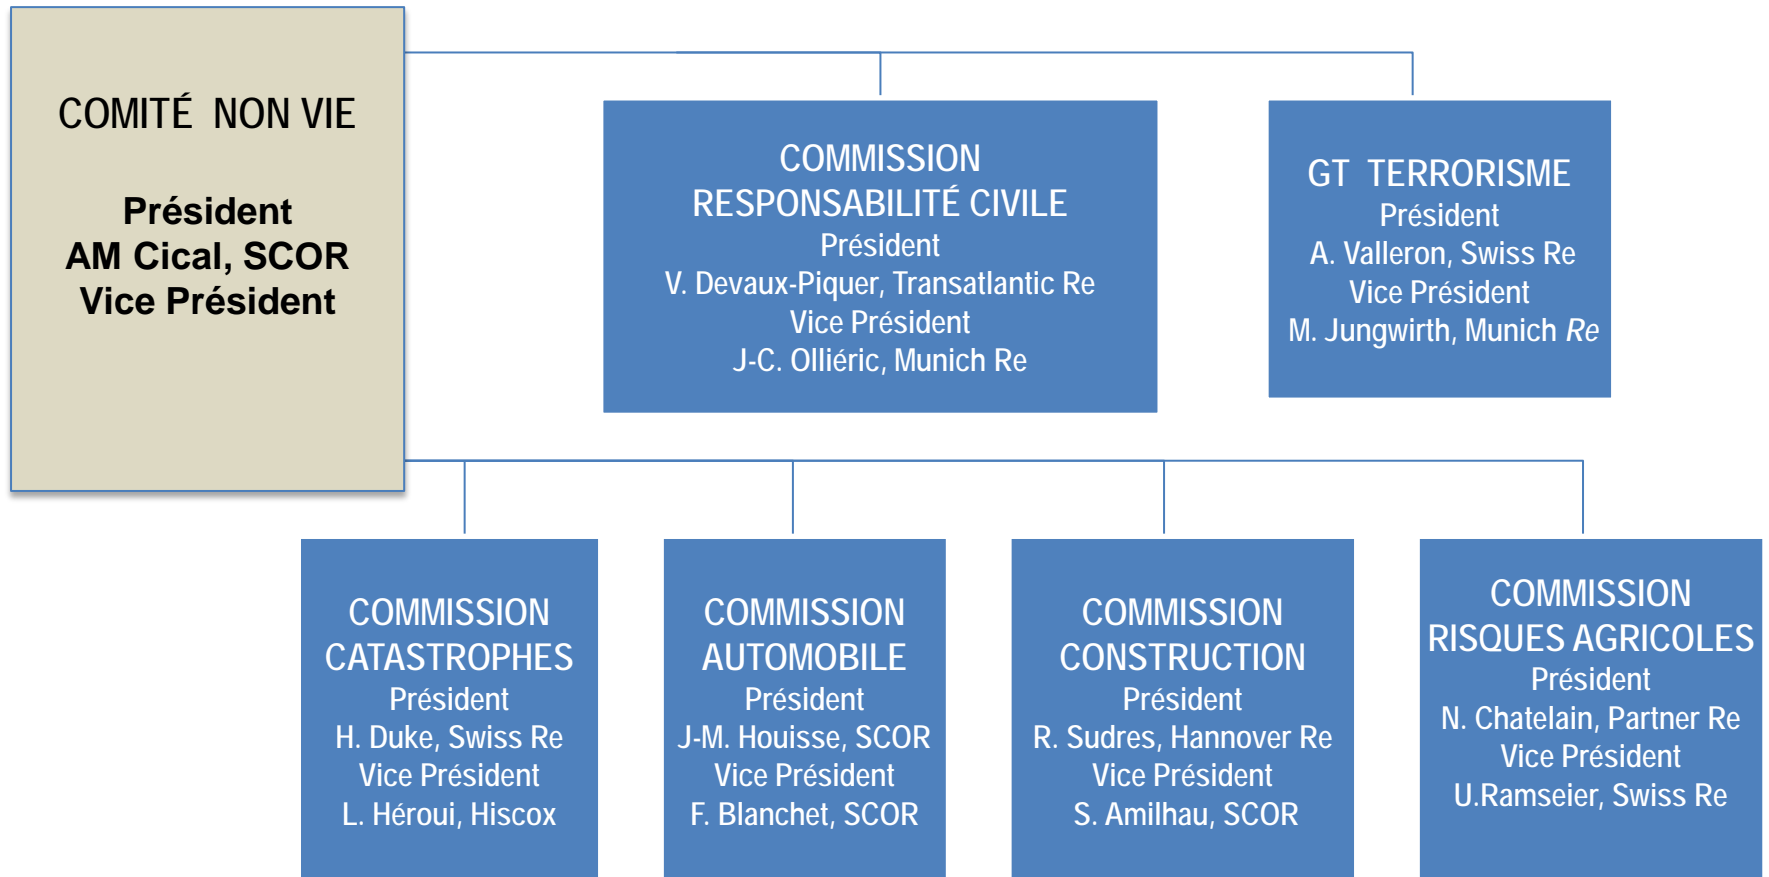 COMITÉ NON VIE
Président
AM Cical, SCOR
Vice Président
COMMISSION
RESPONSABILITÉ CIVILE
Président
V. Devaux-Piquer, Transatlantic Re
Vice Président
J-C. Olliéric, Munich Re
GT TERRORISME
Président
A. Valleron, Swiss Re
Vice Président
M. Jungwirth, Munich Re
COMMISSION
CATASTROPHES
Président
H. Duke, Swiss Re
Vice Président
L. Héroui, Hiscox
COMMISSION
AUTOMOBILE
Président
J-M. Houisse, SCOR
Vice Président
F. Blanchet, SCOR
COMMISSION
CONSTRUCTION
Président
R. Sudres, Hannover Re
Vice Président
S. Amilhau, SCOR
COMMISSION
RISQUES AGRICOLES
Président
N. Chatelain, Partner Re
Vice Président
U.Ramseier, Swiss Re